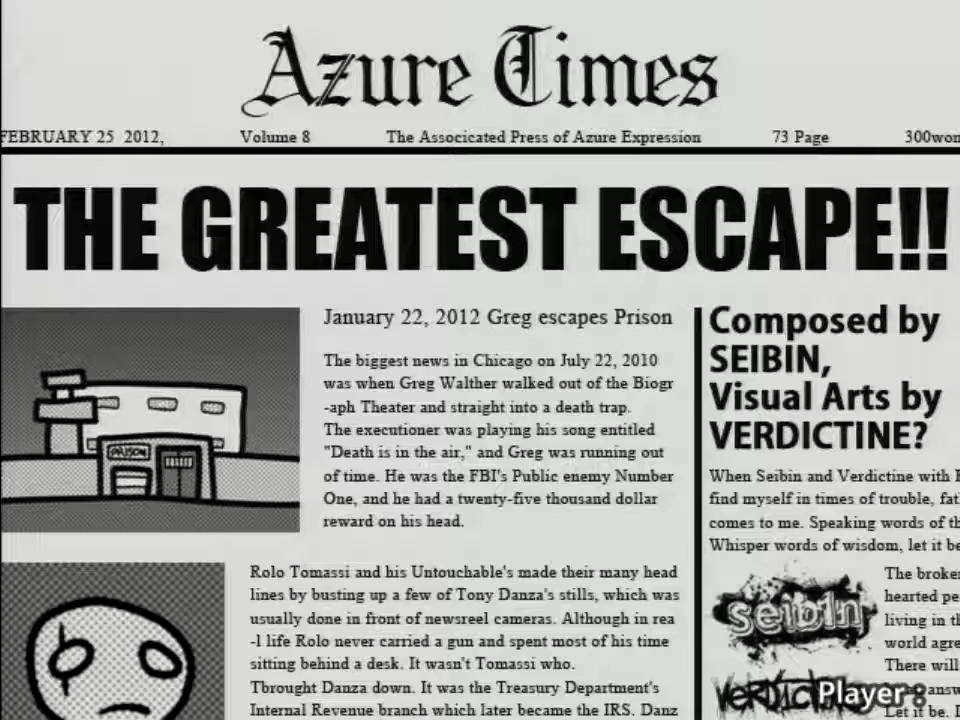 Azure Times
FEBRUARY 25 2012,
Volume 8
The Associcated Press of Azure Expression
73 Page
300won
THE GREATEST ESCAPE!!
PRISON
January 22, 2012 Greg escapes Prison
The biggest news in Chicago on July 22, 2010
was when Greg Walther walked out of the Biogr
-aph Theater and straight into a death trap.
The executioner was playing his song entitled
"Death is in the air," and Greg was running out
of time. He was the FBI's Public enemy Number
One, and he had a twenty-five thousand dollar
reward on his head.
Rolo Tomassi and his Untouchable's made their many head
lines by busting up a few of Tony Danza's stills, which was
usually done in front of newsreel cameras. Although in rea
-l life Rolo never carried a gun and spent most of his time
sitting behind a desk. It wasn't Tomassi who.
Tbrought Danza down. It was the Treasury Department's
Internal Revenue branch which later became the IRS. Danz
Composed by
SEIBIN,
Visual Arts by
VERDICTINE?
When Seibin and Verdictine with
find myself in times of trouble,
comes to me. Speaking words of
Whisper words of wisdom, let it be
seibin
The broken
hearted
living in
world
There will
Let it be.
Player 8